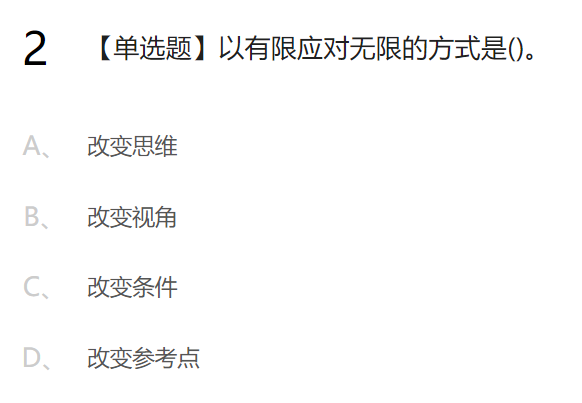 2 【单选题】以有限应对无限的方式是()。
A、 改变思维
B、 改变视角
C、 改变条件
D、 改变参考点